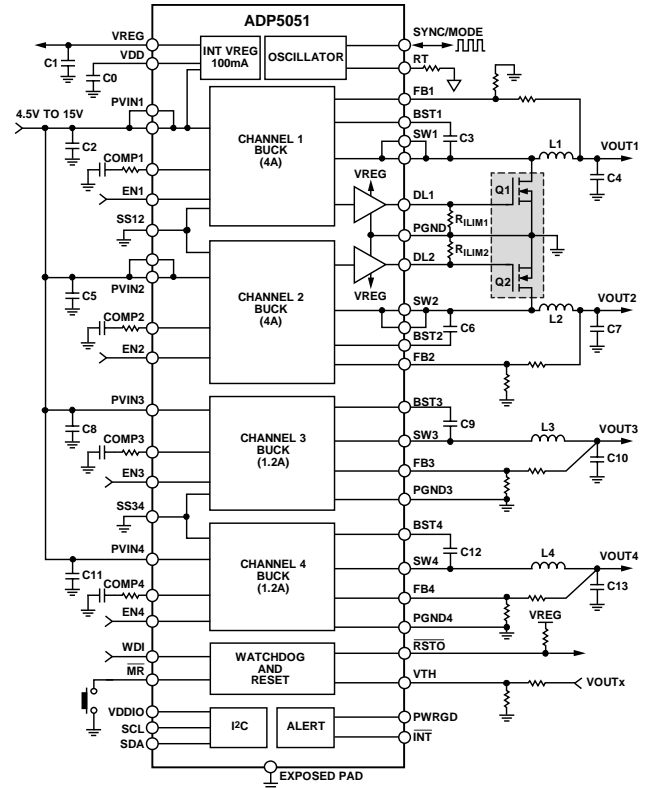 ADP5051
VREG
VDD
C1
C0
INT VREG
100mA
OSCILLATOR
SYNC/MODE
RT
4.5V TO 15V
PVIN1
C2
COMP1
EN1
SS12
CHANNEL 1
BUCK
(4A)
FB1
BST1
C3
SW1
L1
VOUT1
C4
VREG
DL1
RILIM1
PGND
RILIM2
DL2
VREG
Q1
Q2
PVIN2
C5
COMP2
EN2
CHANNEL 2
BUCK
(4A)
SW2
L2
VOUT2
C6
C7
BST2
FB2
PVIN3
C8
COMP3
EN3
SS34
CHANNEL 3
BUCK
(1.2A)
BST3
C9
SW3
L3
VOUT3
C10
FB3
PGND3
PVIN4
C11
COMP4
EN4
CHANNEL 4
BUCK
(1.2A)
BST4
C12
SW4
L4
VOUT4
C13
FB4
PGND4
VREG
WDI
MR
WATCHDOG
AND
RESET
RSTO
VTH
VOUTx
VDDIO
SCL
SDA
I2C
ALERT
PWRGD
INT
EXPOSED PAD